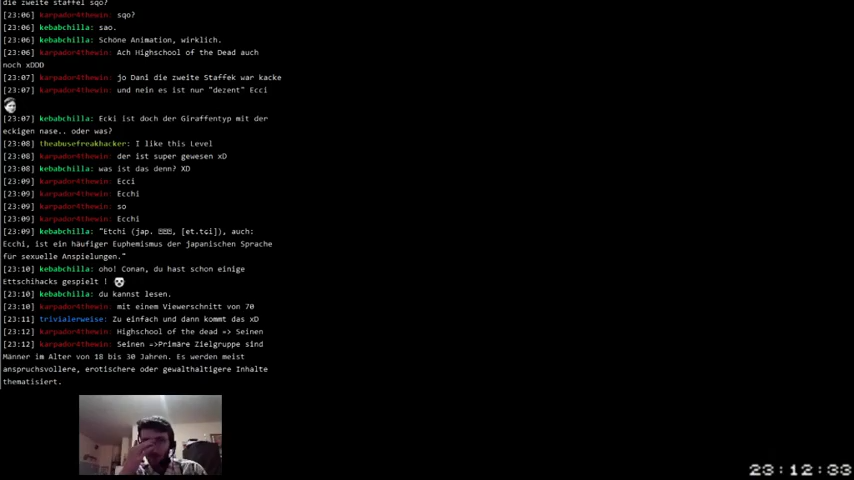 die zweite staffel sqo?
[23:06] karpador4thewin: sqo?
[23:06] kebabchilla: sao.
[23:06] kebabchilla: Schöne Animation, wirklich.
[23:06] karpador4thewin: Ach Highschool of the Dead auch
noch xDDD
[23:07] karpador4thewin: jo Dani die zweite Staffek war kacke
[23:07] karpador4thewin: und nein es ist nur "dezent" Ecci
[23:07] kebabchilla: Ecki ist doch der Giraffentyp mit der
eckigen nase.. oder was?
[23:08] theabusefreakhacker: I like this Level
[23:08] karpador4thewin: der ist super gewesen xD
[23:08] kebabchilla: was ist das denn? XD
[23:09] karpador4thewin: Ecci
[23:09] karpador4thewin: Ecchi
[23:09] karpador4thewin: so
[23:09] karpador4thewin: Ecchi
[23:09] kebabchilla: "Etchi (jap. , [et.tɕi]), auch:
Ecchi, ist ein häufiger Euphemismus der japanischen Sprache
für sexuelle Anspielungen."
[23:10] kebabchilla: oho! Conan, du hast schon einige
Ettschihacks gespielt !
[23:10] kebabchilla: du kannst lesen.
[23:10] karpador4thewin: mit einem Viewerschnitt von 70
[23:11] trivialerweise: Zu einfach und dann kommt das xD
[23:12] karpador4thewin: Highschool of the dead => Seinen
[23:12] karpador4thewin: Seinen =>Primäre Zielgruppe sind
Männer im Alter von 18 bis 30 Jahren. Es werden meist
anspruchsvollere, erotischere oder gewalthaltigere Inhalte
thematisiert.
23:12:33